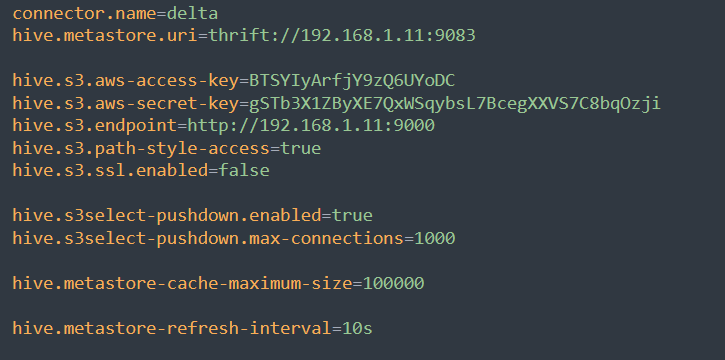 connector.name=delta
hive.metastore.uri=thrift://192.168.1.11:9083
hive.s3.aws-access-key=BTSYIyArfjY9zQ6UYoDC
hive.s3.aws-secret-key=gSTb3X1ZByXE7QxWSqybsL7BcegXXVS7C8bqOzji
hive.s3.endpoint=http://192.168.1.11:9000
hive.s3.path-style-access=true
hive.s3.ssl.enabled=false
hive.s3select-pushdown.enabled=true
hive.s3select-pushdown.max-connections=1000
hive.metastore-cache-maximum-size=100000
hive.metastore-refresh-interval=10s